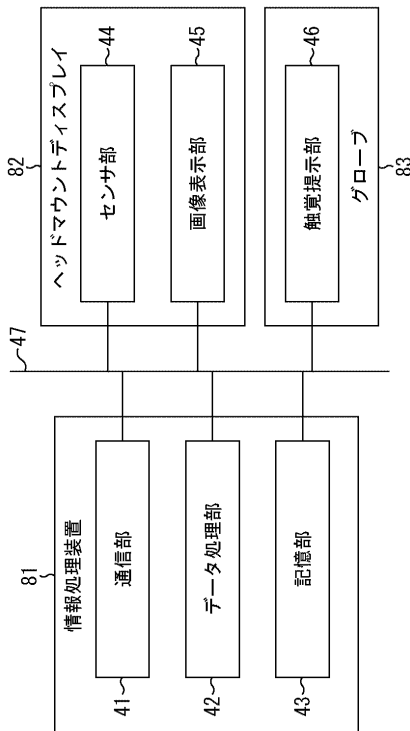 81
情報処理装置
41
通信部
42
データ処理部
43
記憶部
47
82
ヘッドマウントディスプレイ
センサ部
44
画像表示部
45
触覚提示部
46
グローブ
83